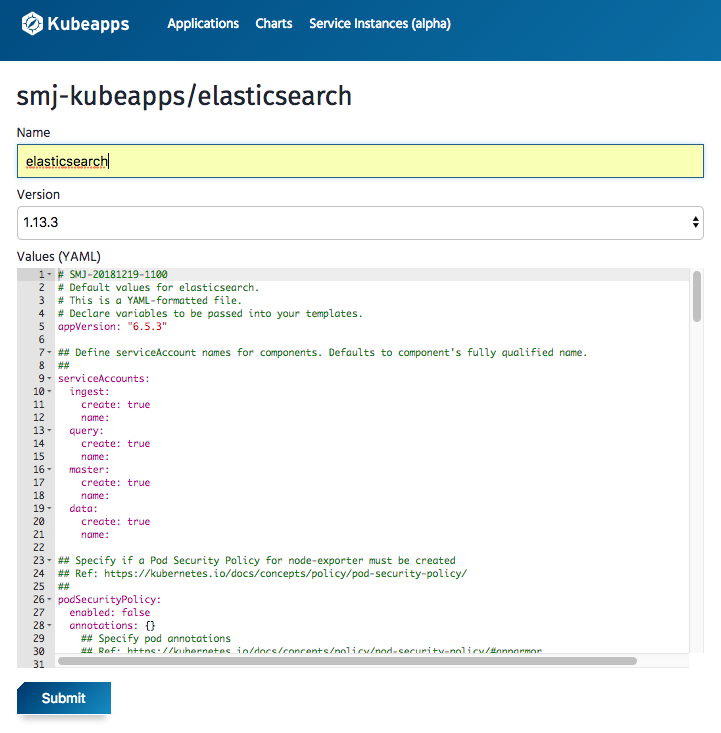 Kubeapps Applications Charts Service Instances (alpha)
smj-kubeapps/elasticsearch
Name
elasticsearch
Version
1.13.3
Values (YAML)
1 # SMJ-20181219-1100
2 # Default values for elasticsearch.
3 # This is a YAML-formatted file.
4 # Declare variables to be passed into your templates.
5 appVersion: "6.5.3"
6
7 ## Define serviceAccount names for components. Defaults to component's fully qualified name.
8 ##
9 serviceAccounts:
10 ingest:
11 create: true
12 name:
13 query:
14 create: true
15 name:
16 master:
17 create: true
18 name:
19 data:
20 create: true
21 name:
22
23 ## Specify if a Pod Security Policy for node-exporter must be created
24 ## Ref: https://kubernetes.io/docs/concepts/policy/pod-security-policy/
25 ##
26 podSecurityPolicy:
27 enabled: false
28 annotations: {}
29 ## Specify pod annotations
30 ## Ref: https://kubernetes.io/docs/concepts/policy/pod-security-policy/#apparmor
31
Submit